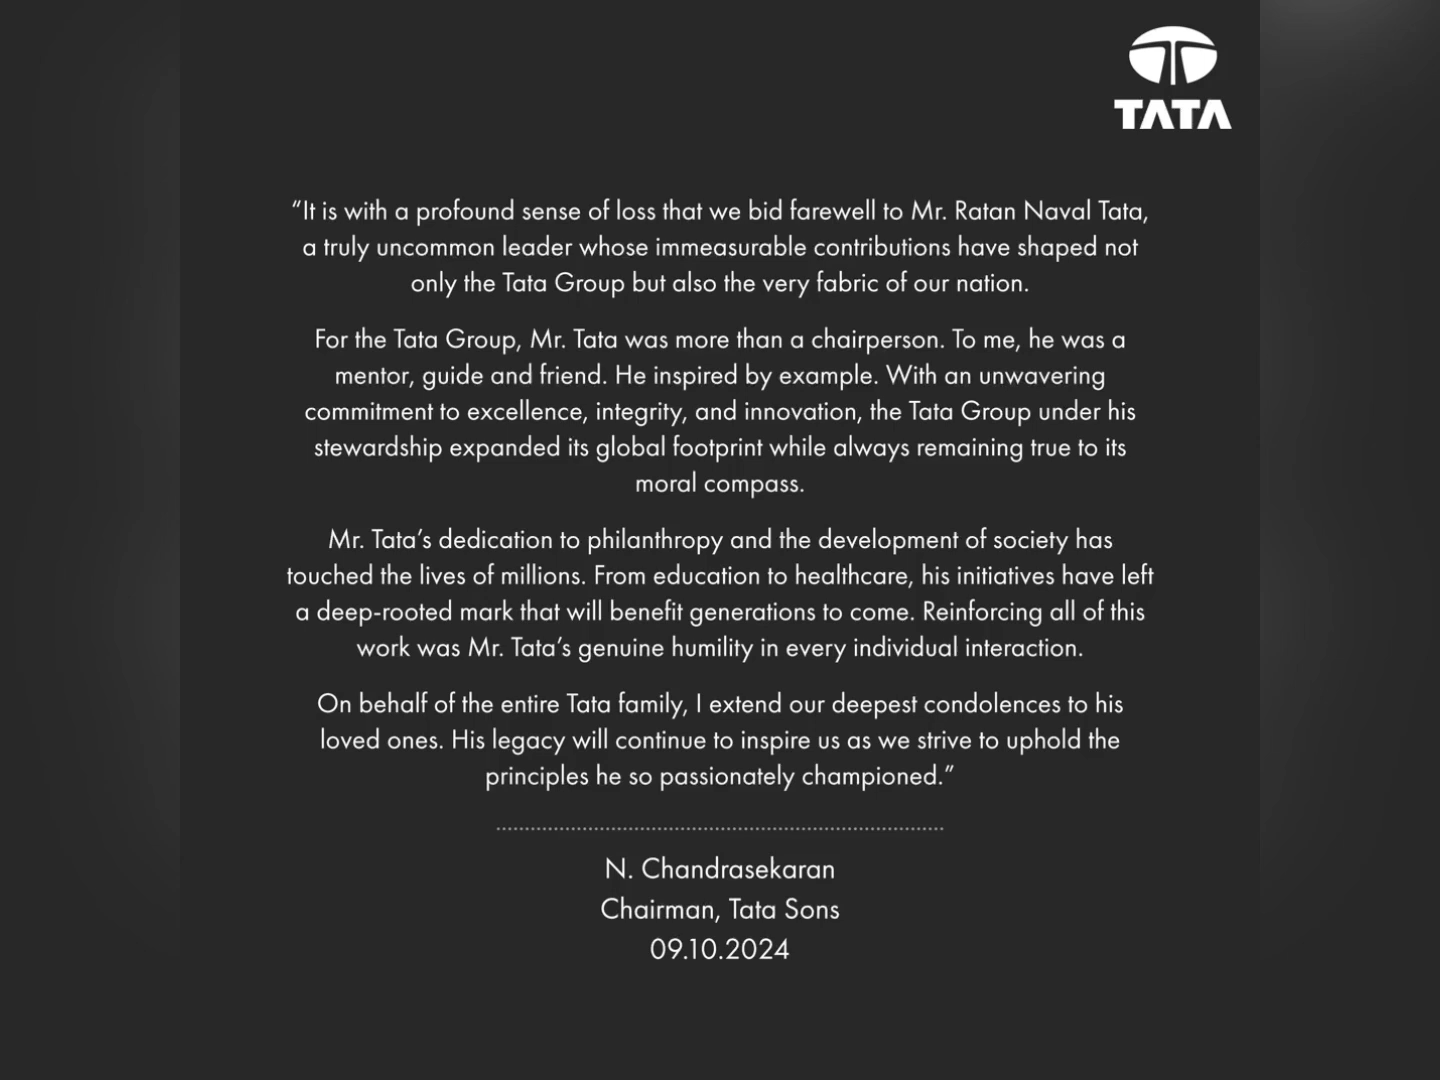 TATA
“It is with a profound sense of loss that we bid farewell to Mr. Ratan Naval Tata,
a truly uncommon leader whose immeasurable contributions have shaped not
only the Tata Group but also the very fabric of our nation.
For the Tata Group, Mr. Tata was more than a chairperson. To me, he was a
mentor, guide and friend. He inspired by example. With an unwavering
commitment to excellence, integrity, and innovation, the Tata Group under his
stewardship expanded its global footprint while always remaining true to its
moral compass.
Mr. Tata’s dedication to philanthropy and the development of society has
touched the lives of millions. From education to healthcare, his initiatives have left
a deep-rooted mark that will benefit generations to come. Reinforcing all of this
work was Mr. Tata’s genuine humility in every individual interaction.
On behalf of the entire Tata family, I extend our deepest condolences to his
loved ones. His legacy will continue to inspire us as we strive to uphold the
principles he so passionately championed.”
N. Chandrasekaran
Chairman, Tata Sons
09.10.2024